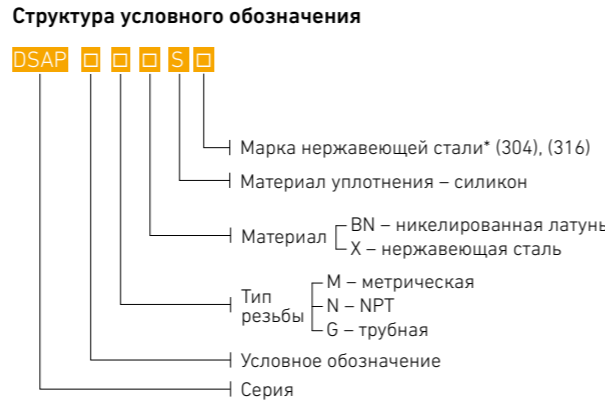 Структура условного обозначения
DSAP □ □ □ S □
Марка нержавеющей стали* (304), (316)
Материал уплотнения – силикон
Материал
BN – никелированная латунь
X – нержавеющая сталь
Тип
резьбы
M – метрическая
N – NPT
G – трубная
Условное обозначение
Серия